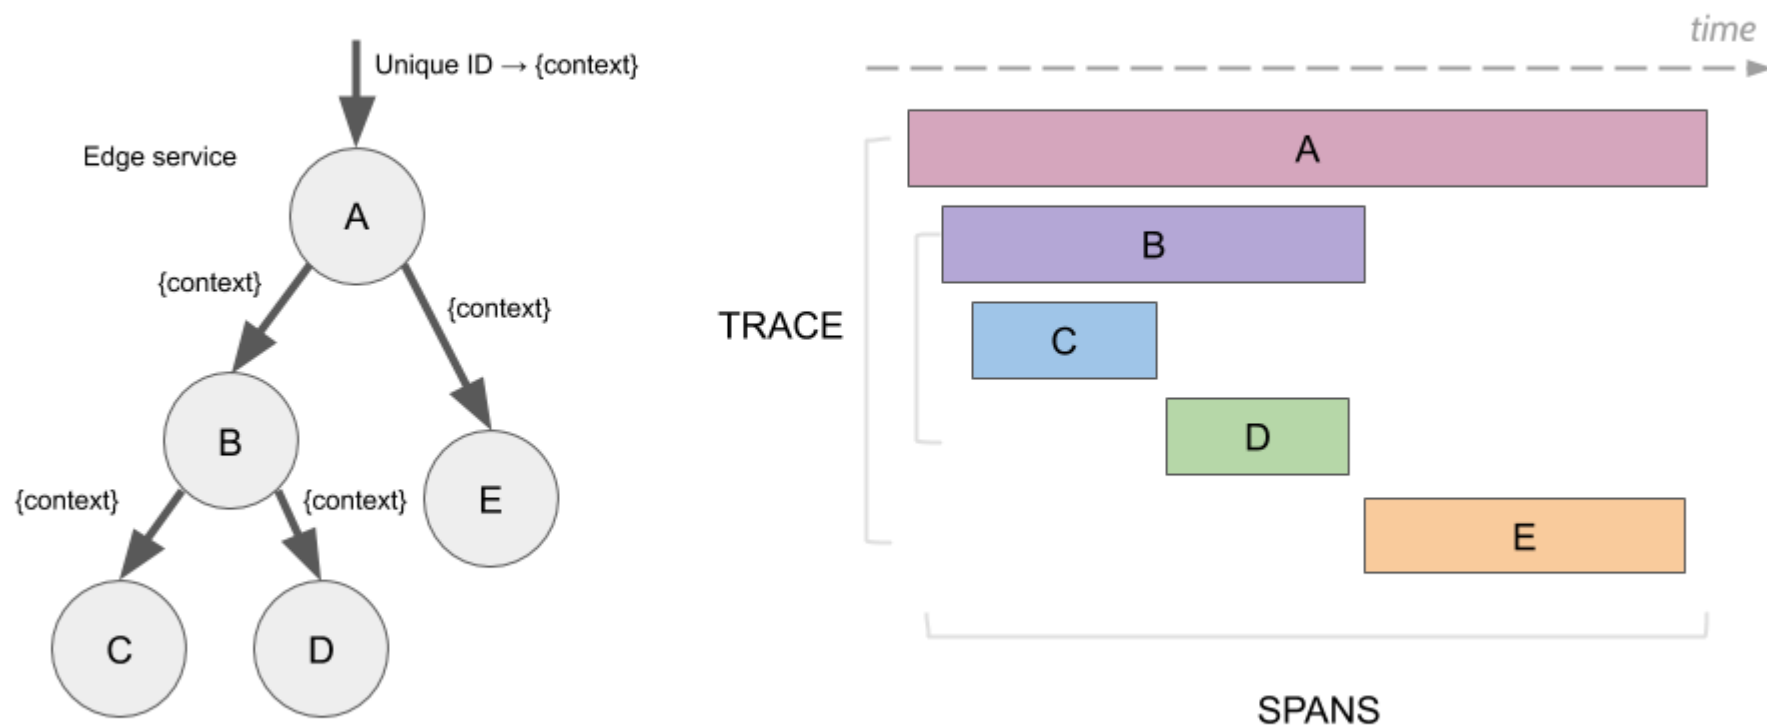 Unique ID → {context}
Edge service
A
{context}
{context}
B
E
{context}
{context}
C
D
time
A
B
TRACE
C
D
E
SPANS